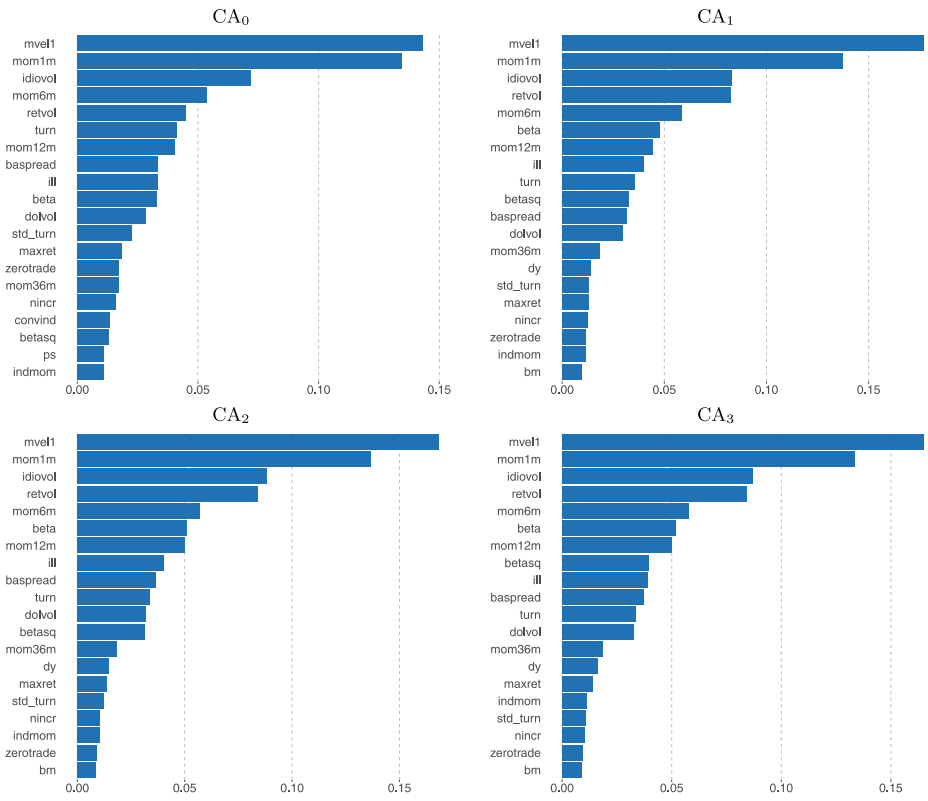 CA₀
mvel1
mom1m
idiovol
mom6m
retvol
turn
mom12m
baspread
ill
beta
dolvol
std_turn
maxret
zerotrade
mom36m
nincr
convind
betasq
ps
indmom
0.00 0.05 0.10 0.15
CA₁
mvel1
mom1m
idiovol
retvol
mom6m
beta
mom12m
ill
turn
betasq
baspread
dolvol
mom36m
dy
std_turn
maxret
nincr
zerotrade
indmom
bm
0.00 0.05 0.10 0.15
CA₂
mvel1
mom1m
idiovol
retvol
mom6m
beta
mom12m
ill
baspread
turn
dolvol
betasq
mom36m
dy
maxret
std_turn
nincr
indmom
zerotrade
bm
0.00 0.05 0.10 0.15
CA₃
mvel1
mom1m
idiovol
retvol
mom6m
beta
mom12m
betasq
ill
baspread
turn
dolvol
mom36m
dy
maxret
indmom
std_turn
nincr
zerotrade
bm
0.00 0.05 0.10 0.15